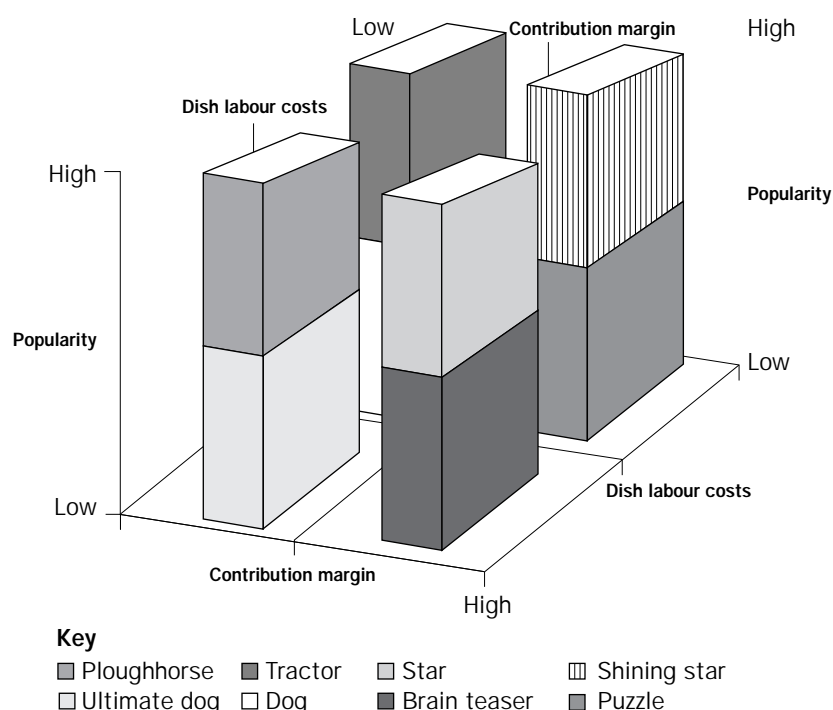 Low
Contribution margin
High
Dish labour costs
High
Popularity
Popularity
Low
Low
Dish labour costs
Contribution margin
High
Key
Ploughhorse Tractor Star Shining star
Ultimate dog Dog Brain teaser Puzzle